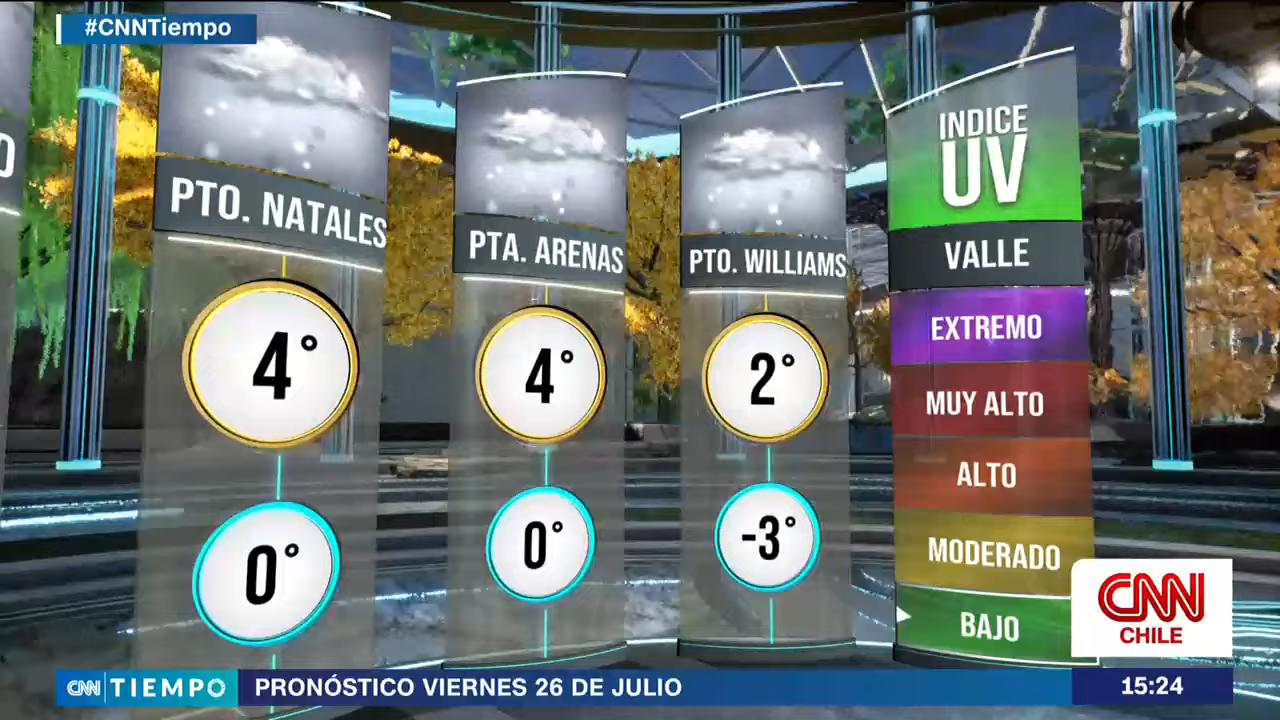 #CNNTiempo
PTO. NATALES
4°
0°
PTA. ARENAS
4°
0°
PTO. WILLIAMS
2°
-3°
INDICE
UV
VALLE
EXTREMO
MUY ALTO
ALTO
MODERADO
BAJO
CNN
CHILE
CNN TIEMPO
PRONÓSTICO VIERNES 26 DE JULIO
15:24